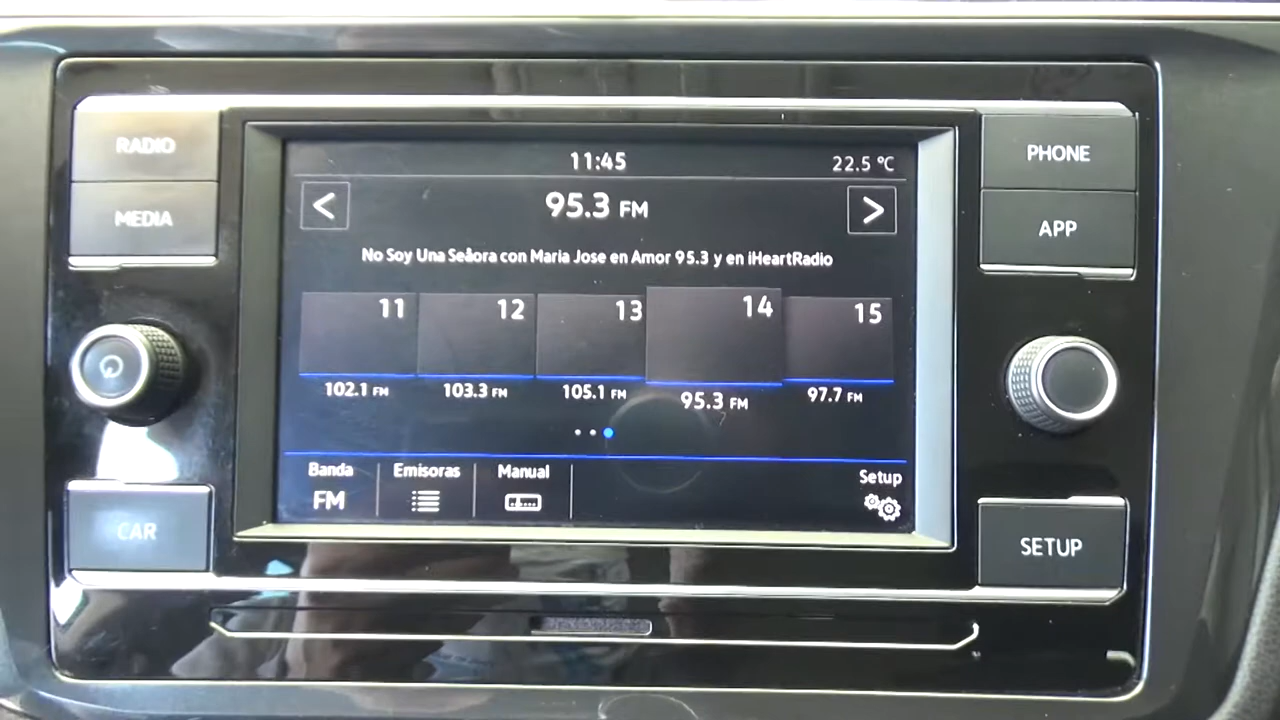 RADIO
MEDIA
CAR
11:45
22.5 °C
<
95.3 FM
>
No Soy Una Señora con Maria Jose en Amor 95.3 y en iHeartRadio
11 12 13 14 15
102.1 FM 103.3 FM 105.1 FM 95.3 FM 97.7 FM
Banda Emisoras Manual Setup
FM
PHONE
APP
SETUP